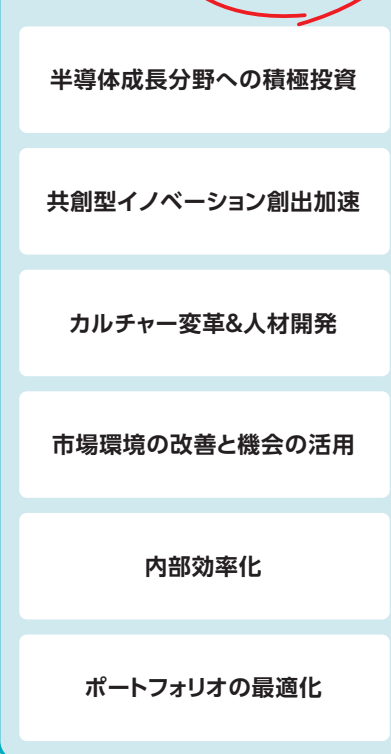 半導体成長分野への積極投資
共創型イノベーション創出加速
カルチャー変革&人材開発
市場環境の改善と機会の活用
内部効率化
ポートフォリオの最適化